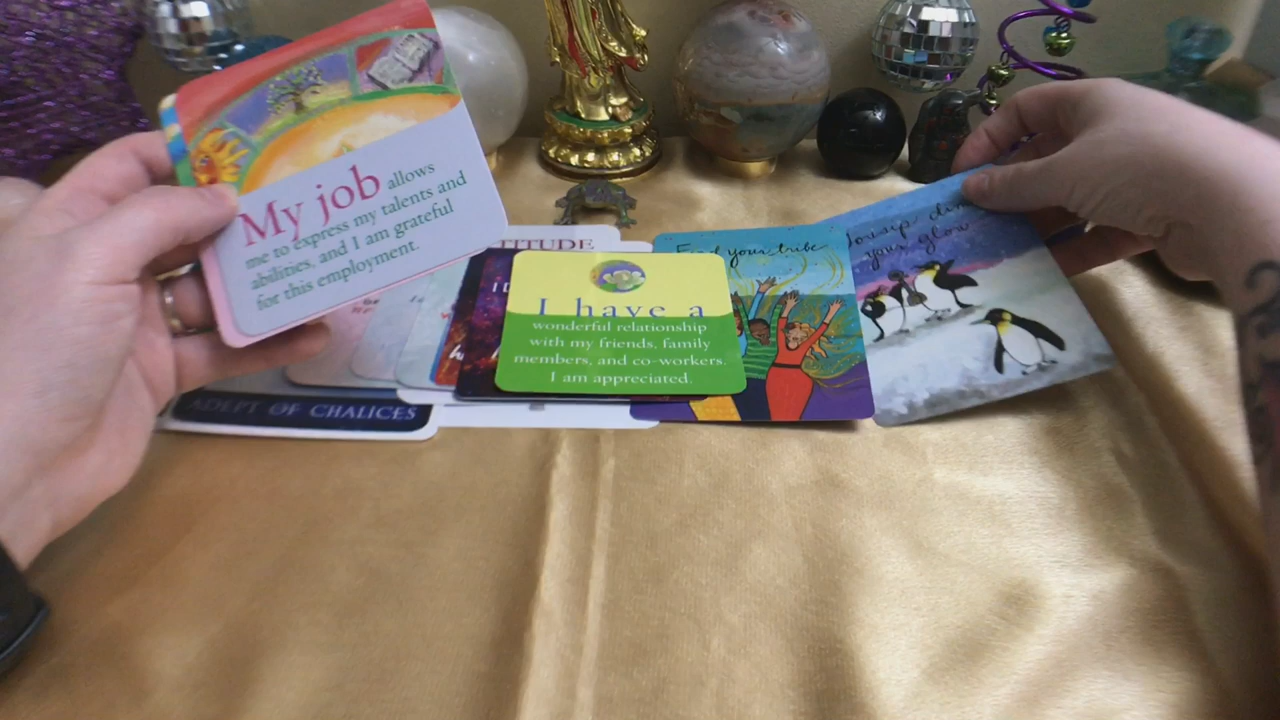 My job allows
me to express my talents and
abilities, and I am grateful
for this employment.
TITUDE
I have a
wonderful relationship
with my friends, family
members, and co-workers.
I am appreciated.
Find your tribe
Gossip dims
your glow
ADEPT OF CHALICES